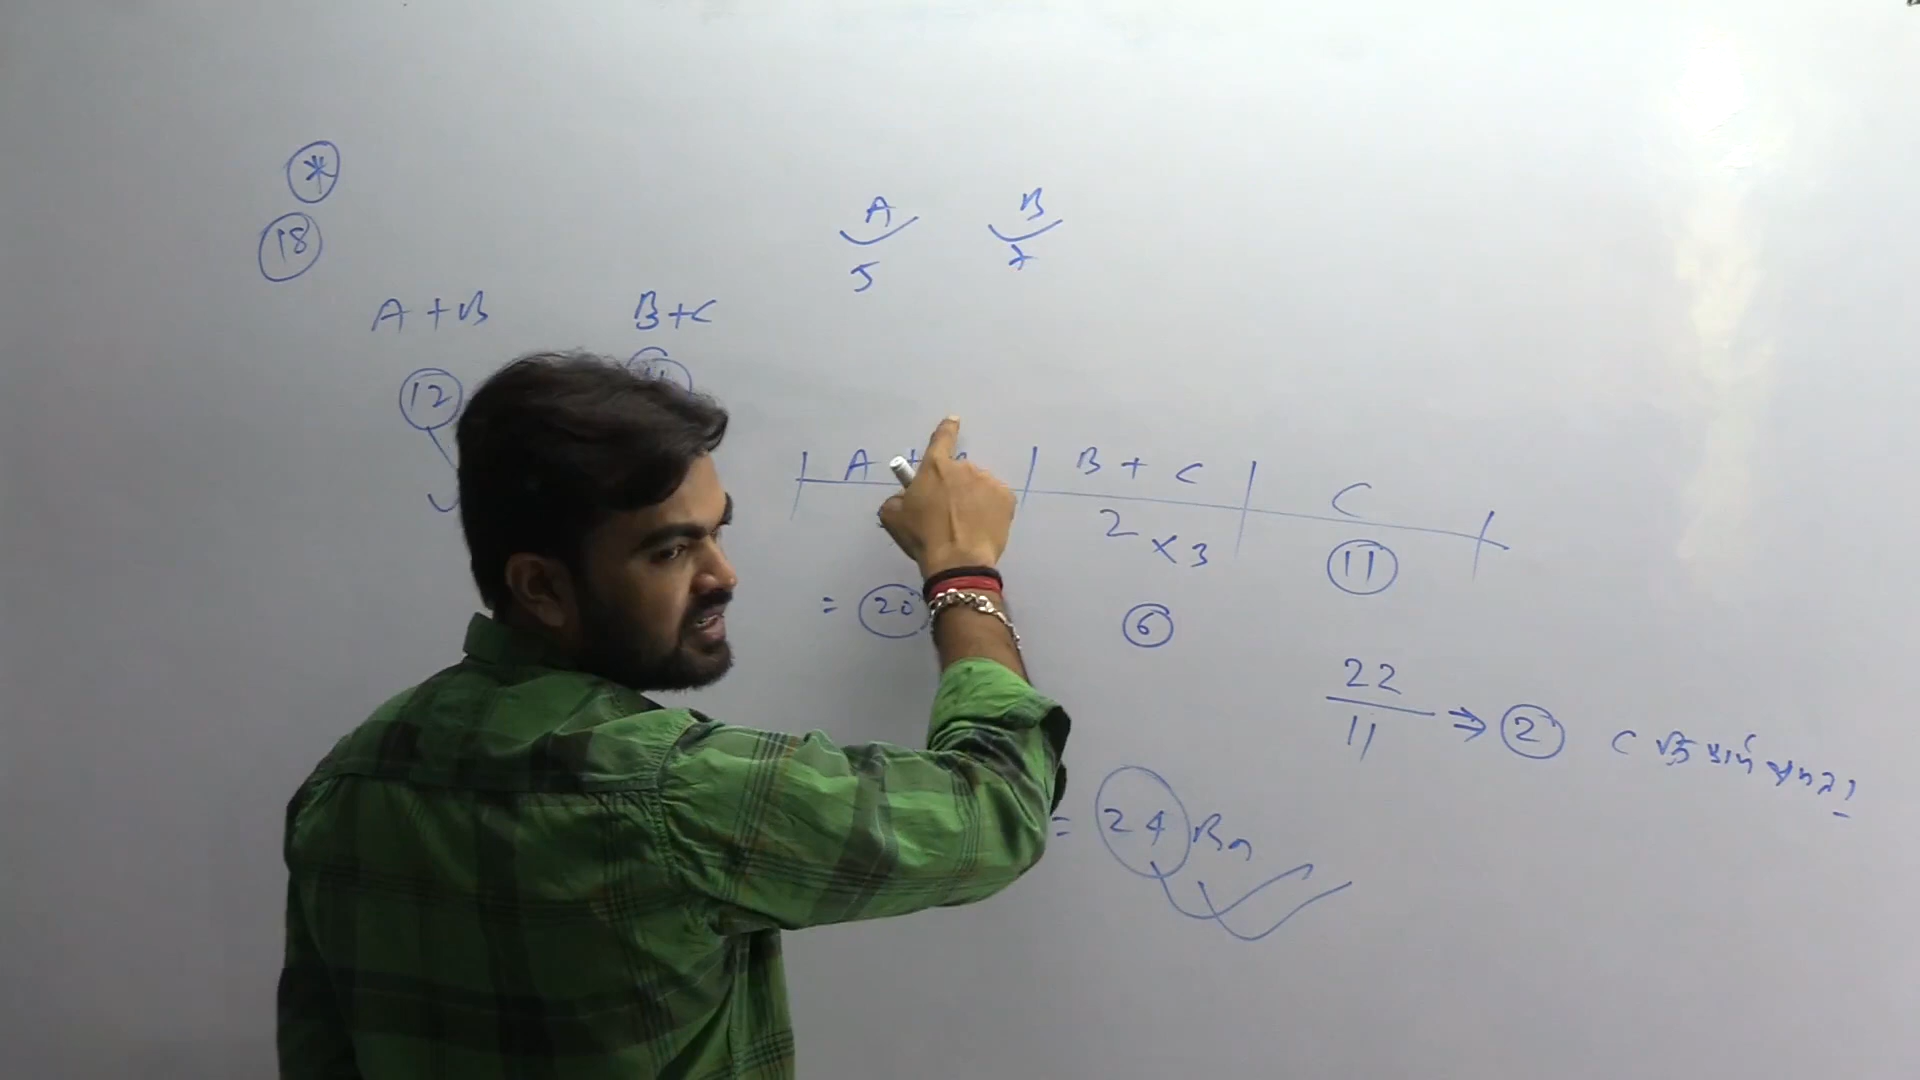 *
18
A B
5 7
A + B B + C
12
A + B + C C
2 × 3 11
= 20 6
22
11 ⇒ 2 C
= 24